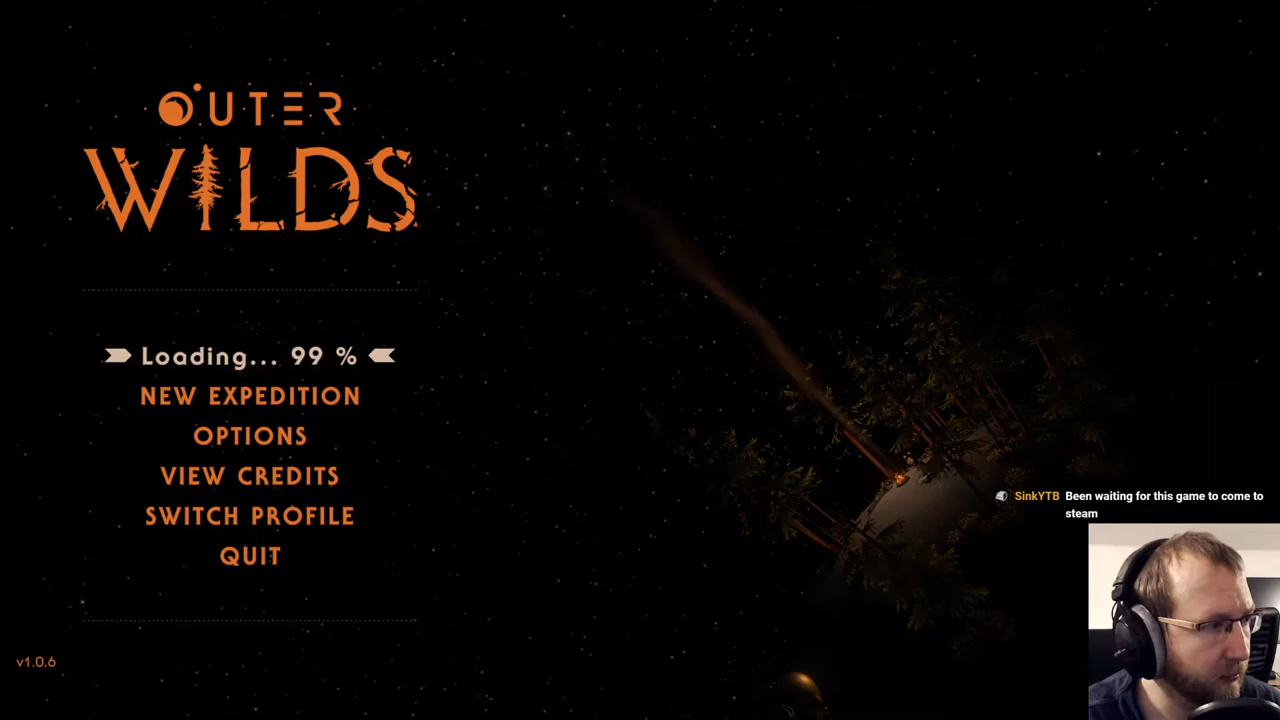 OUTER
WILDS
Loading... 99 %
NEW EXPEDITION
OPTIONS
VIEW CREDITS
SWITCH PROFILE
QUIT
SinkYTB Been waiting for this game to come to
steam
v1.0.6